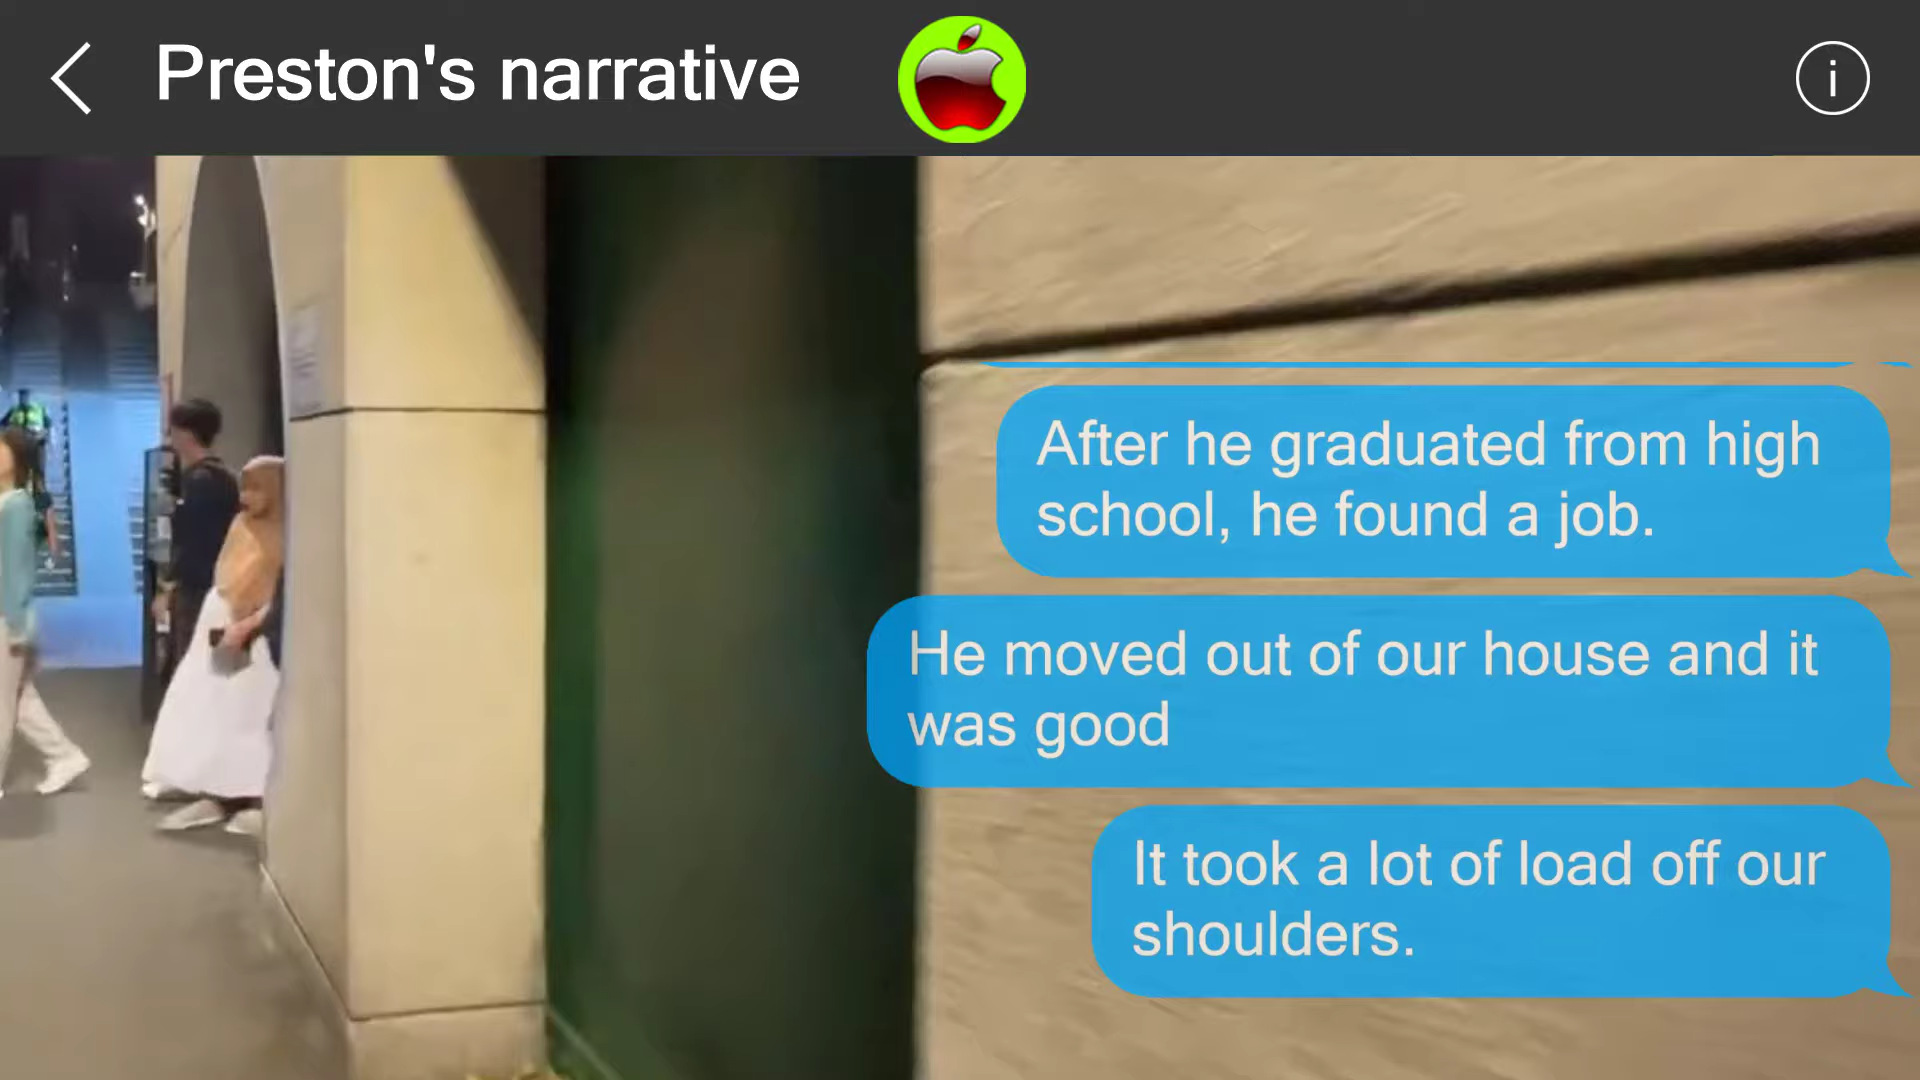 Preston's narrative
After he graduated from high
school, he found a job.
He moved out of our house and it
was good
It took a lot of load off our
shoulders.